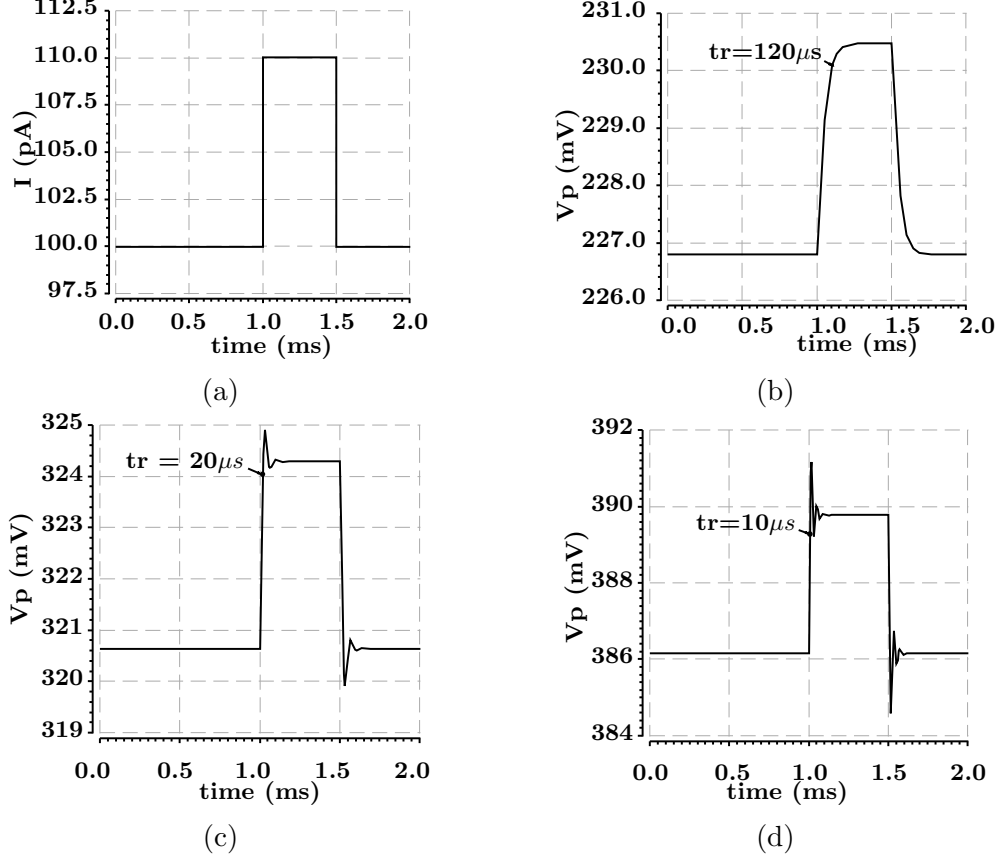 112.5
110.0
107.5
105.0
102.5
100.0
97.5
I (pA)
0.0 0.5 1.0 1.5 2.0
time (ms)
(a)
231.0
230.0
229.0
228.0
227.0
226.0
Vp (mV)
tr=120μs
0.0 0.5 1.0 1.5 2.0
time (ms)
(b)
325
324
323
322
321
320
319
Vp (mV)
tr = 20μs
0.0 0.5 1.0 1.5 2.0
time (ms)
(c)
392
390
388
386
384
Vp (mV)
tr=10μs
0.0 0.5 1.0 1.5 2.0
time (ms)
(d)